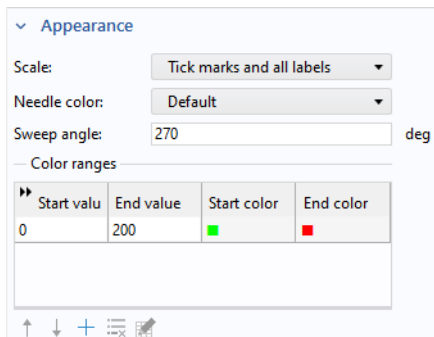 Appearance
Scale: Tick marks and all labels
Needle color: Default
Sweep angle: 270 deg
Color ranges
Start valu End value Start color End color
0 200